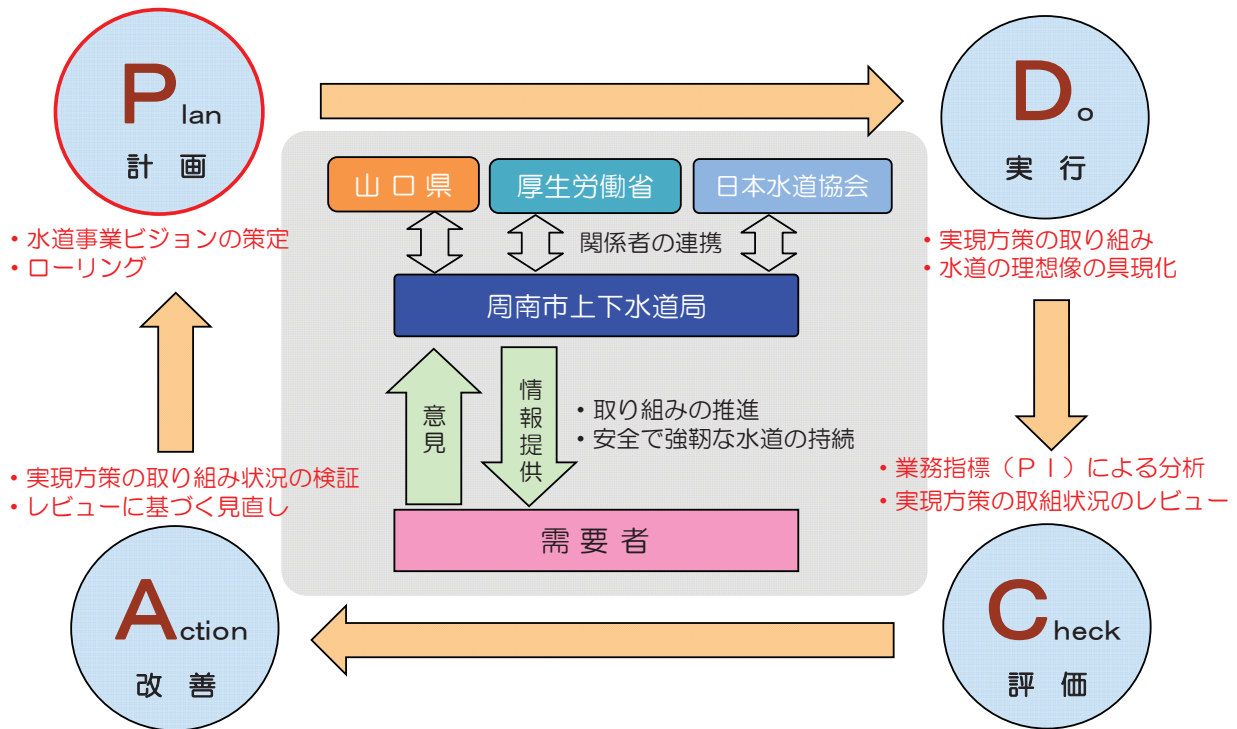 Plan
計画
Do
実行
山口県
厚生労働省
日本水道協会
関係者の連携
・水道事業ビジョンの策定
・ローリング
・実現方策の取り組み
・水道の理想像の具現化
周南市上下水道局
意見
情報提供
・取り組みの推進
・安全で強靭な水道の持続
・実現方策の取り組み状況の検証
・レビューに基づく見直し
・業務指標（ＰＩ）による分析
・実現方策の取組状況のレビュー
需要者
Action
改善
Check
評価